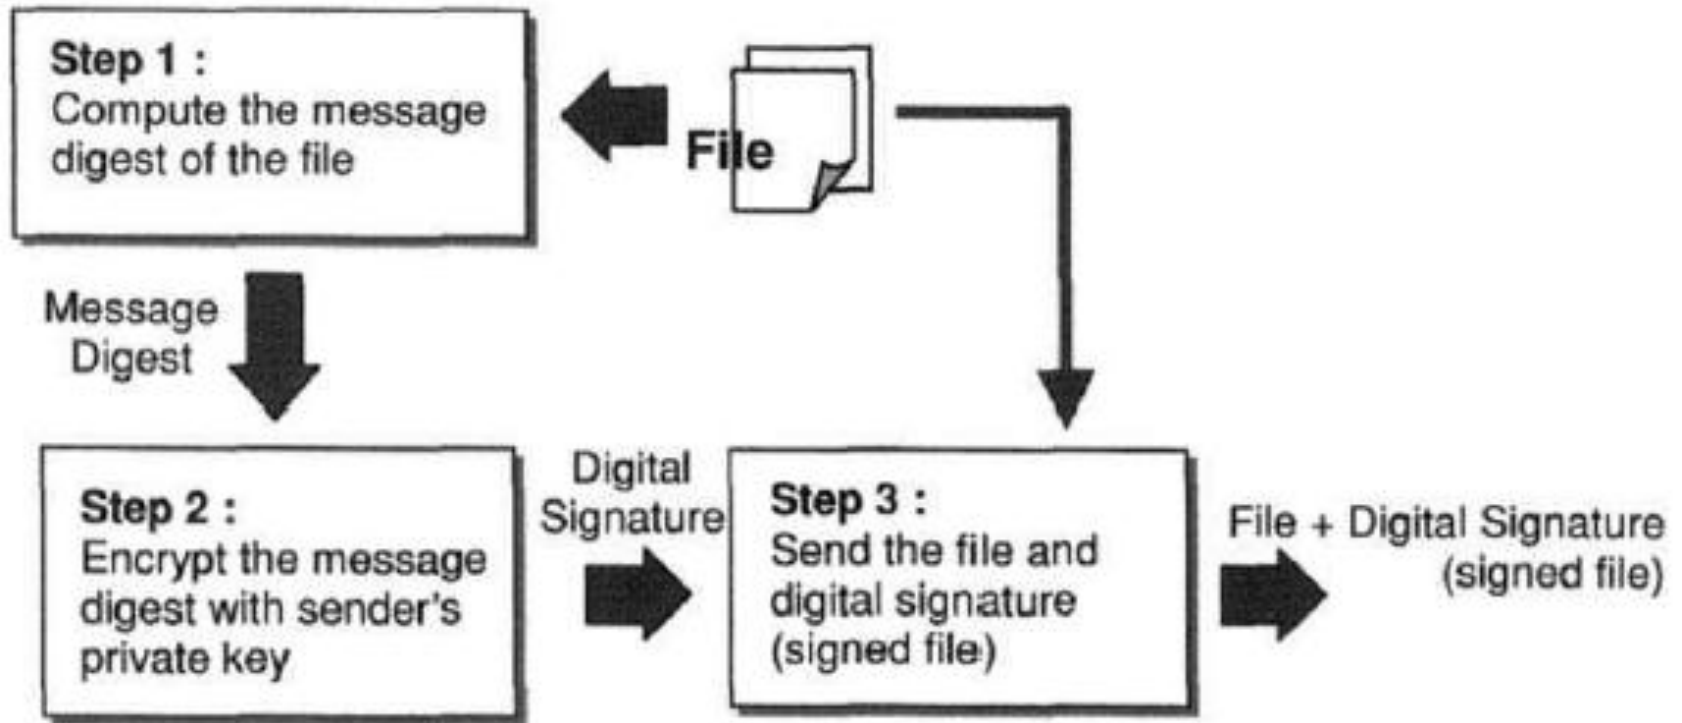 Step 1 :
Compute the message
digest of the file
File
Message
Digest
Step 2 :
Encrypt the message
digest with sender's
private key
Digital
Signature
Step 3 :
Send the file and
digital signature
(signed file)
File + Digital Signature
(signed file)